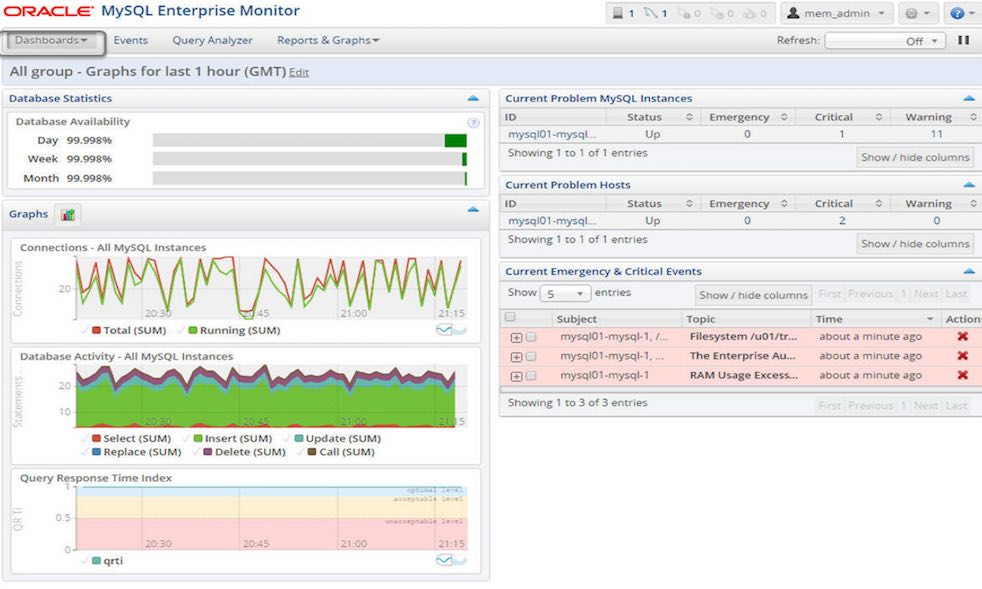 ORACLE MySQL Enterprise Monitor
1 1 0 0 0 mem_admin
Dashboards Events Query Analyzer Reports & Graphs Refresh: Off
All group - Graphs for last 1 hour (GMT) Edit
Database Statistics
Database Availability
Day 99.998%
Week 99.998%
Month 99.998%
Graphs
Connections - All MySQL Instances
Connections
20
20:30 20:45 21:00 21:15
Total (SUM) Running (SUM)
Database Activity - All MySQL Instances
Statements...
20
10
20:30 20:45 21:00 21:15
Select (SUM) Insert (SUM) Update (SUM)
Replace (SUM) Delete (SUM) Call (SUM)
Query Response Time Index
QRTi
1
0.5
0
optimal level
acceptable level
unacceptable level
20:30 20:45 21:00 21:15
qrti
Current Problem MySQL Instances
ID Status Emergency Critical Warning
mysql01-mysql... Up 0 1 11
Showing 1 to 1 of 1 entries
Show / hide columns
Current Problem Hosts
ID Status Emergency Critical Warning
mysql01-mysql... Up 0 2 0
Showing 1 to 1 of 1 entries
Show / hide columns
Current Emergency & Critical Events
Show 5 entries Show / hide columns First Previous 1 Next Last
Subject Topic Time Action
mysql01-mysql-1, /... Filesystem /u01/tr... about a minute ago
mysql01-mysql-1, ... The Enterprise Au... about a minute ago
mysql01-mysql-1 RAM Usage Excess... about a minute ago
Showing 1 to 3 of 3 entries First Previous 1 Next Last